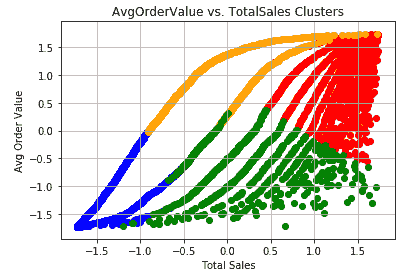 AvgOrderValue vs. TotalSales Clusters
1.5
1.0
0.5
0.0
−0.5
−1.0
−1.5
Avg Order Value
−1.5 −1.0 −0.5 0.0 0.5 1.0 1.5
Total Sales